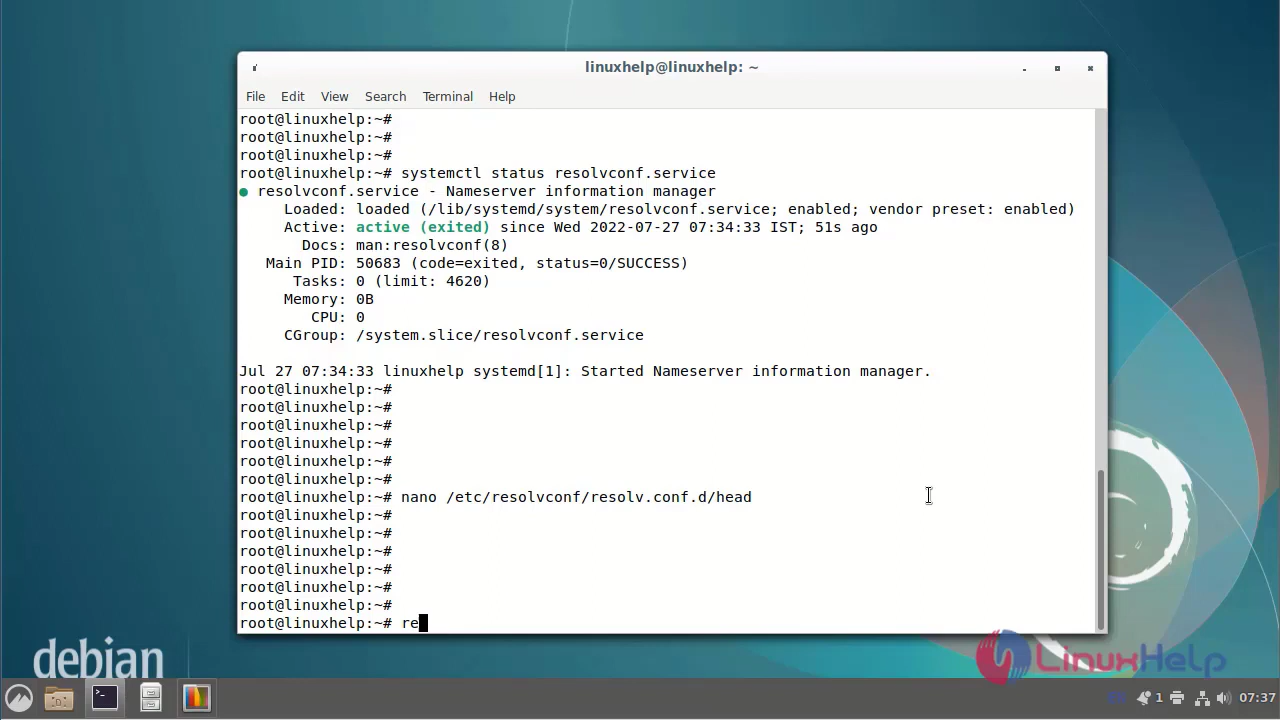 linuxhelp@linuxhelp: ~
File Edit View Search Terminal Help
root@linuxhelp:~#
root@linuxhelp:~#
root@linuxhelp:~#
root@linuxhelp:~# systemctl status resolvconf.service
● resolvconf.service - Nameserver information manager
     Loaded: loaded (/lib/systemd/system/resolvconf.service; enabled; vendor preset: enabled)
     Active: active (exited) since Wed 2022-07-27 07:34:33 IST; 51s ago
       Docs: man:resolvconf(8)
   Main PID: 50683 (code=exited, status=0/SUCCESS)
      Tasks: 0 (limit: 4620)
     Memory: 0B
        CPU: 0
     CGroup: /system.slice/resolvconf.service
Jul 27 07:34:33 linuxhelp systemd[1]: Started Nameserver information manager.
root@linuxhelp:~#
root@linuxhelp:~#
root@linuxhelp:~#
root@linuxhelp:~#
root@linuxhelp:~#
root@linuxhelp:~#
root@linuxhelp:~# nano /etc/resolvconf/resolv.conf.d/head
root@linuxhelp:~#
root@linuxhelp:~#
root@linuxhelp:~#
root@linuxhelp:~#
root@linuxhelp:~#
root@linuxhelp:~#
root@linuxhelp:~# re
debian
LinuxHelp
1 07:37